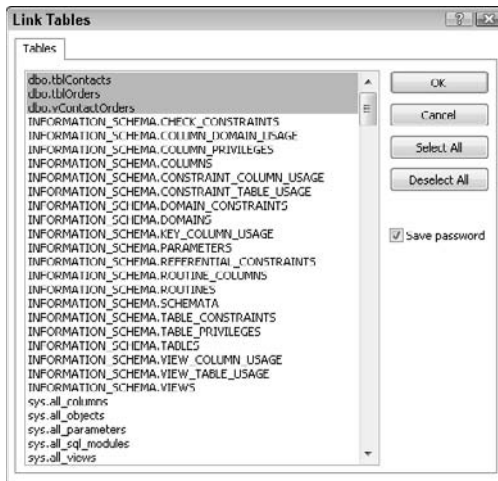 Link Tables
Tables
dbo.tblContacts
dbo.tblOrders
dbo.vContactOrders
INFORMATION_SCHEMA.CHECK_CONSTRAINTS
INFORMATION_SCHEMA.COLUMN_DOMAIN_USAGE
INFORMATION_SCHEMA.COLUMN_PRIVILEGES
INFORMATION_SCHEMA.COLUMNS
INFORMATION_SCHEMA.CONSTRAINT_COLUMN_USAGE
INFORMATION_SCHEMA.CONSTRAINT_TABLE_USAGE
INFORMATION_SCHEMA.DOMAIN_CONSTRAINTS
INFORMATION_SCHEMA.DOMAINS
INFORMATION_SCHEMA.KEY_COLUMN_USAGE
INFORMATION_SCHEMA.PARAMETERS
INFORMATION_SCHEMA.REFERENTIAL_CONSTRAINTS
INFORMATION_SCHEMA.ROUTINE_COLUMNS
INFORMATION_SCHEMA.ROUTINES
INFORMATION_SCHEMA.SCHEMATA
INFORMATION_SCHEMA.TABLE_CONSTRAINTS
INFORMATION_SCHEMA.TABLE_PRIVILEGES
INFORMATION_SCHEMA.TABLES
INFORMATION_SCHEMA.VIEW_COLUMN_USAGE
INFORMATION_SCHEMA.VIEW_TABLE_USAGE
INFORMATION_SCHEMA.VIEWS
sys.all_columns
sys.all_objects
sys.all_parameters
sys.all_sql_modules
sys.all_views
OK
Cancel
Select All
Deselect All
Save password